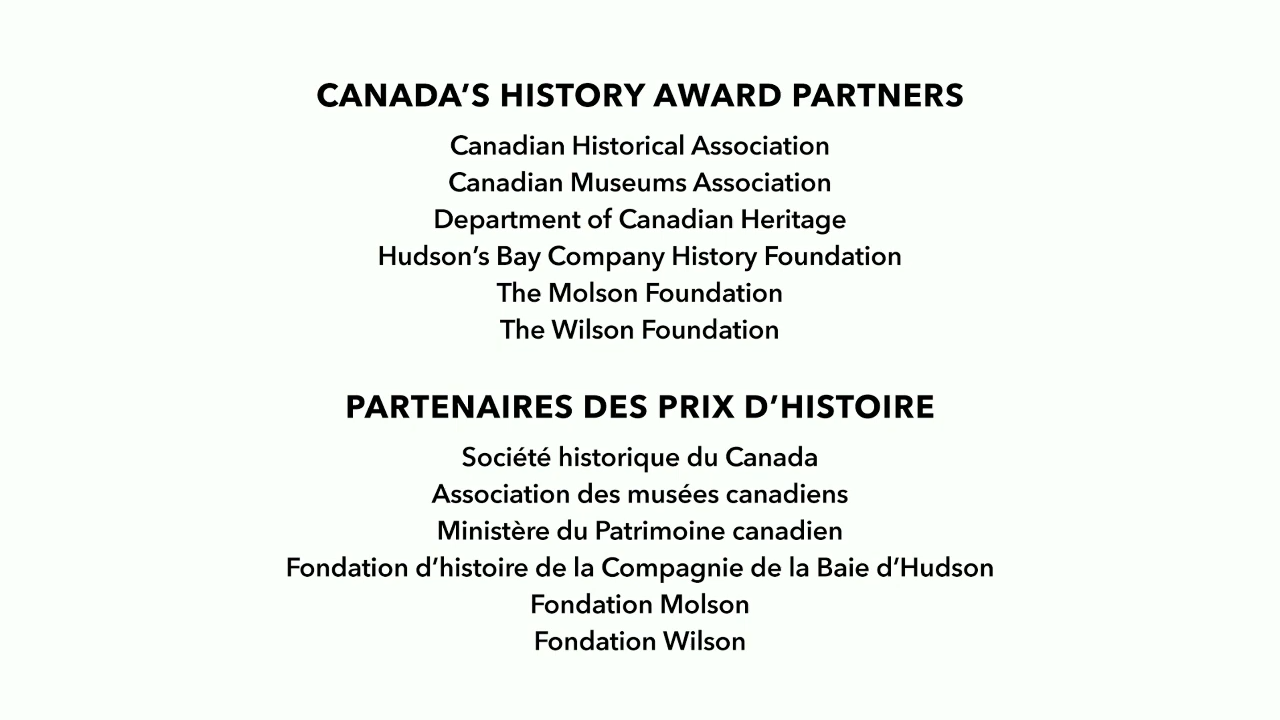 CANADA’S HISTORY AWARD PARTNERS
Canadian Historical Association
Canadian Museums Association
Department of Canadian Heritage
Hudson’s Bay Company History Foundation
The Molson Foundation
The Wilson Foundation
PARTENAIRES DES PRIX D’HISTOIRE
Société historique du Canada
Association des musées canadiens
Ministère du Patrimoine canadien
Fondation d’histoire de la Compagnie de la Baie d’Hudson
Fondation Molson
Fondation Wilson